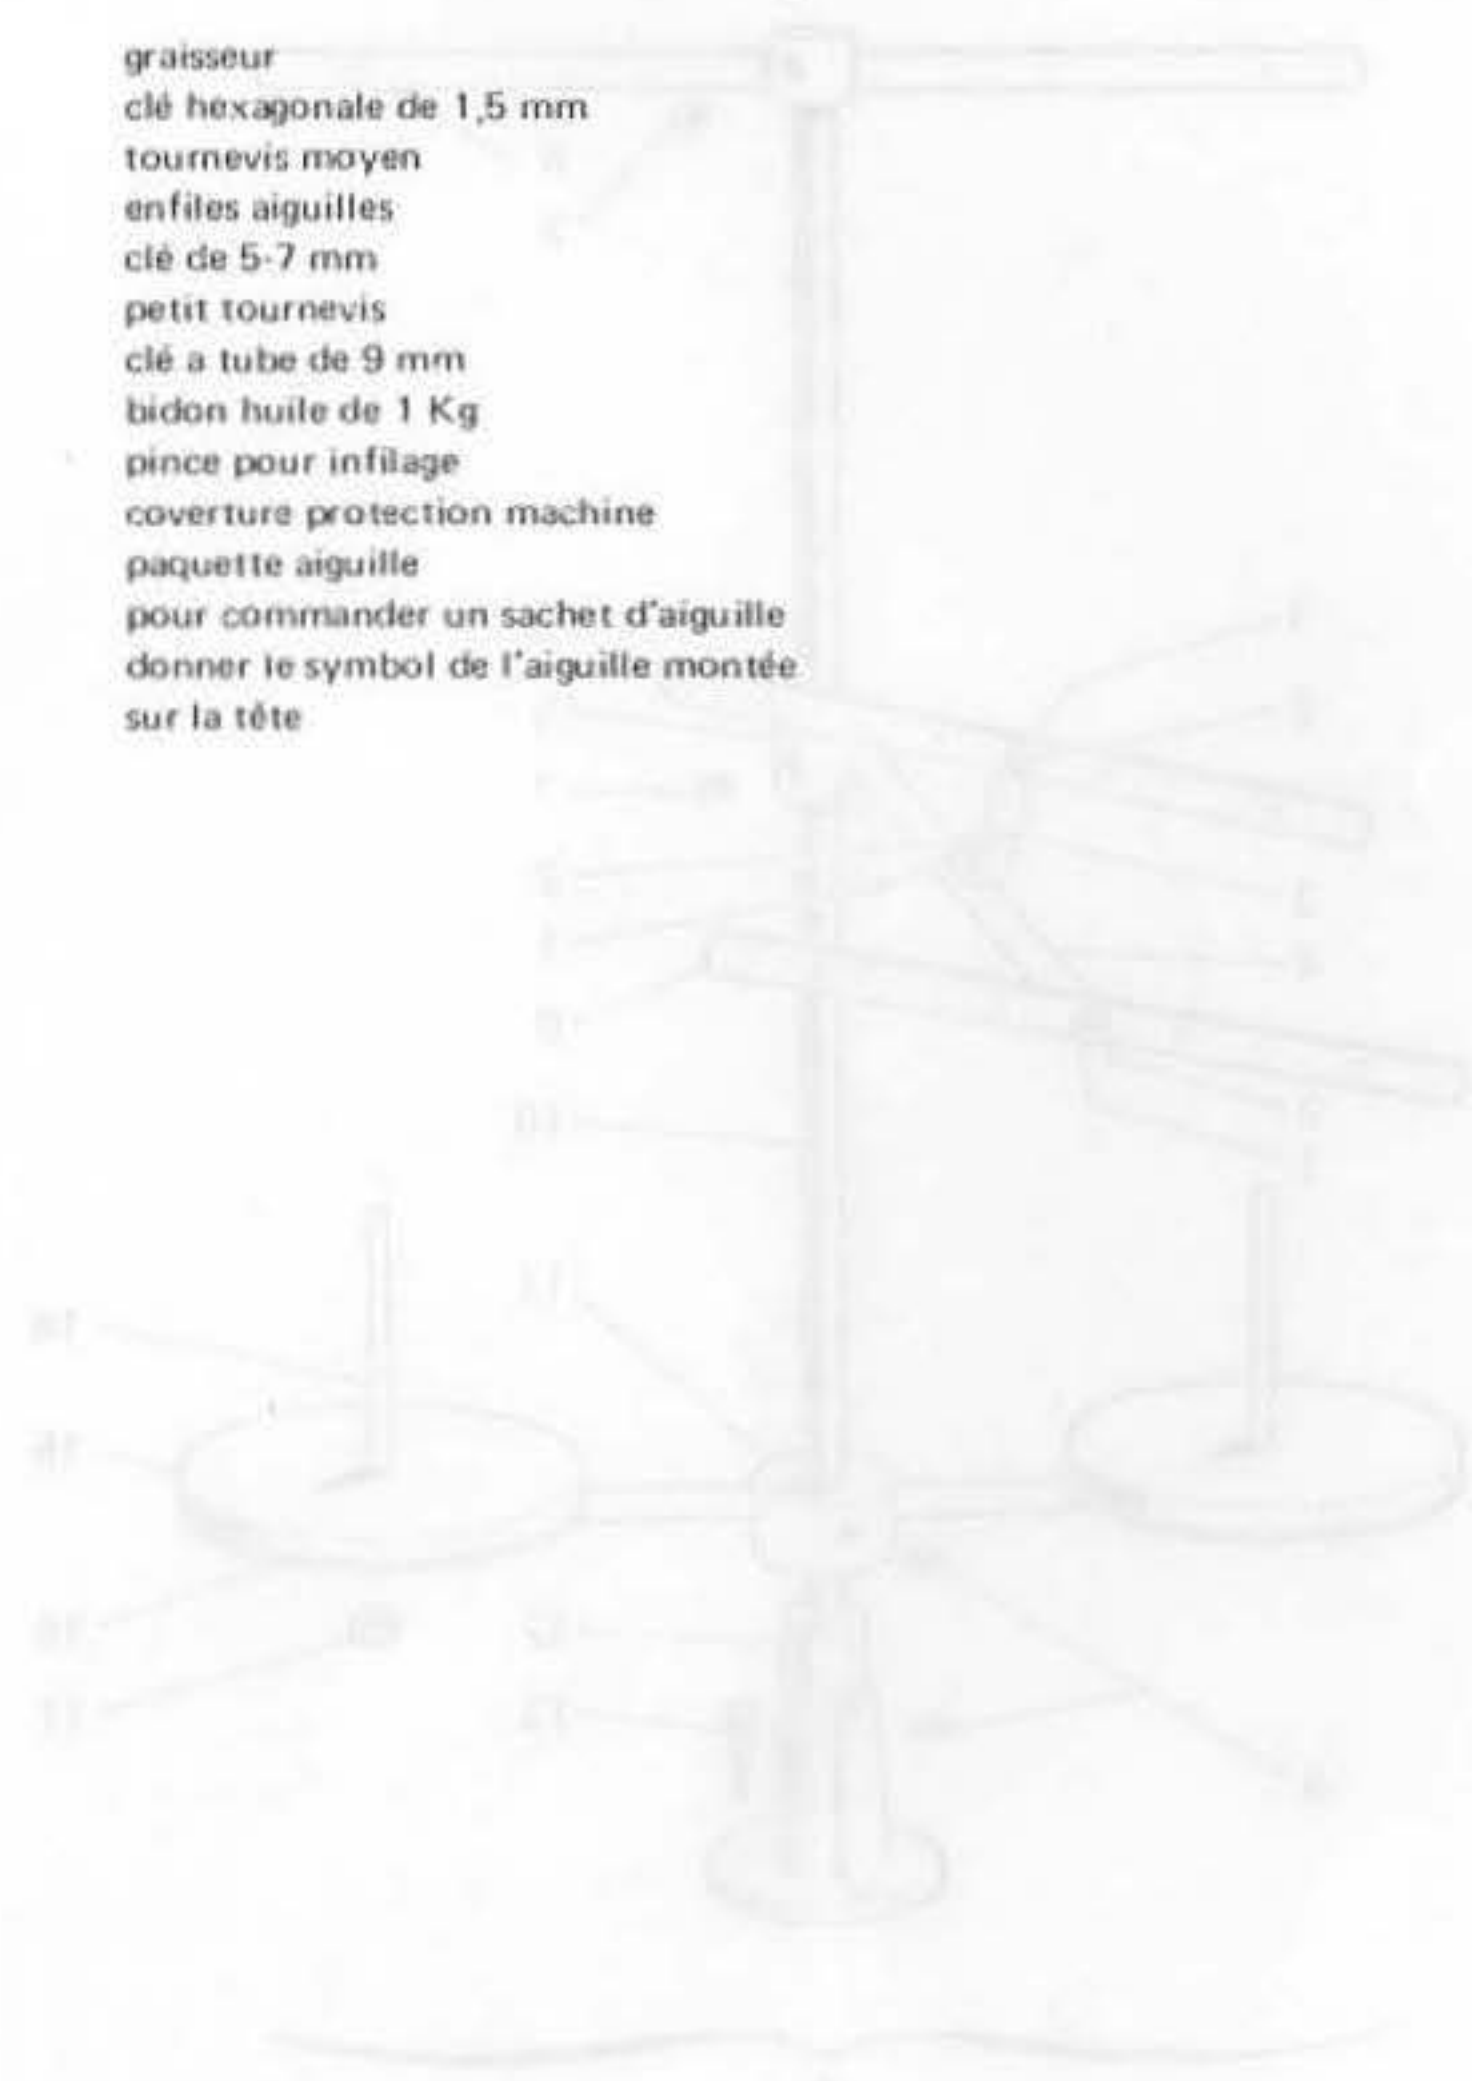 graisseur
clé hexagonale de 1,5 mm
tournevis moyen
enfiles aiguilles
clé de 5-7 mm
petit tournevis
clé a tube de 9 mm
bidon huile de 1 Kg
pince pour infilage
coverture protection machine
paquette aiguille
pour commander un sachet d'aiguille
donner le symbol de l'aiguille montée
sur la tête